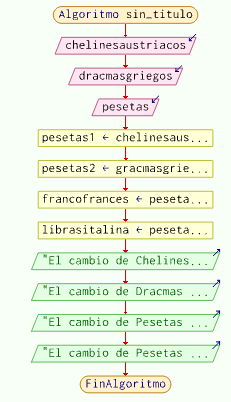 Algoritmo sin_titulo
chelinesaustriacos
dracmasgriegos
pesetas
pesetas1 ← chelinesaus...
pesetas2 ← gracmasgrie...
francofrances ← peseta...
librasitalina ← peseta...
"El cambio de Chelines...
"El cambio de Dracmas ...
"El cambio de Pesetas ...
"El cambio de Pesetas ...
FinAlgoritmo